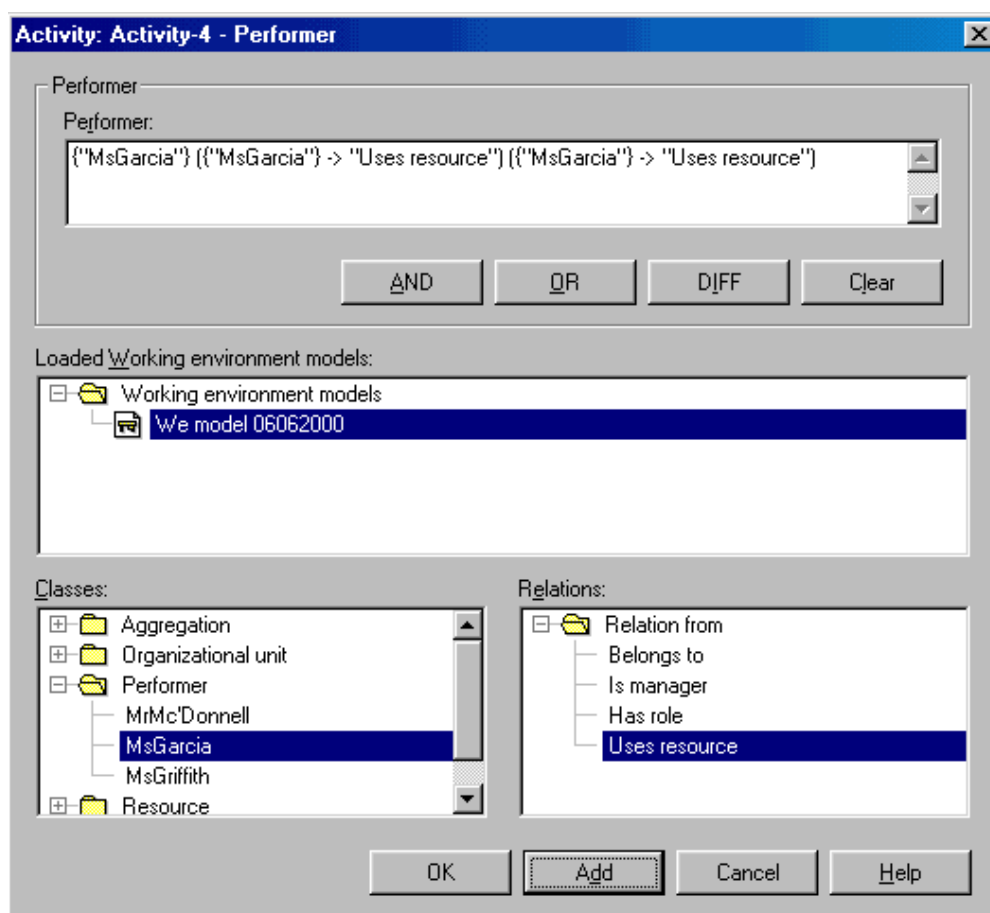 Activity: Activity-4 - Performer
Performer
Performer:
{"MsGarcia"} ({"MsGarcia"} -> "Uses resource") ({"MsGarcia"} -> "Uses resource")
AND OR DIFF Clear
Loaded Working environment models:
Working environment models
We model 06062000
Classes:
Aggregation
Organizational unit
Performer
MrMc'Donnell
MsGarcia
MsGriffith
Resource
Relations:
Relation from
Belongs to
Is manager
Has role
Uses resource
OK Add Cancel Help